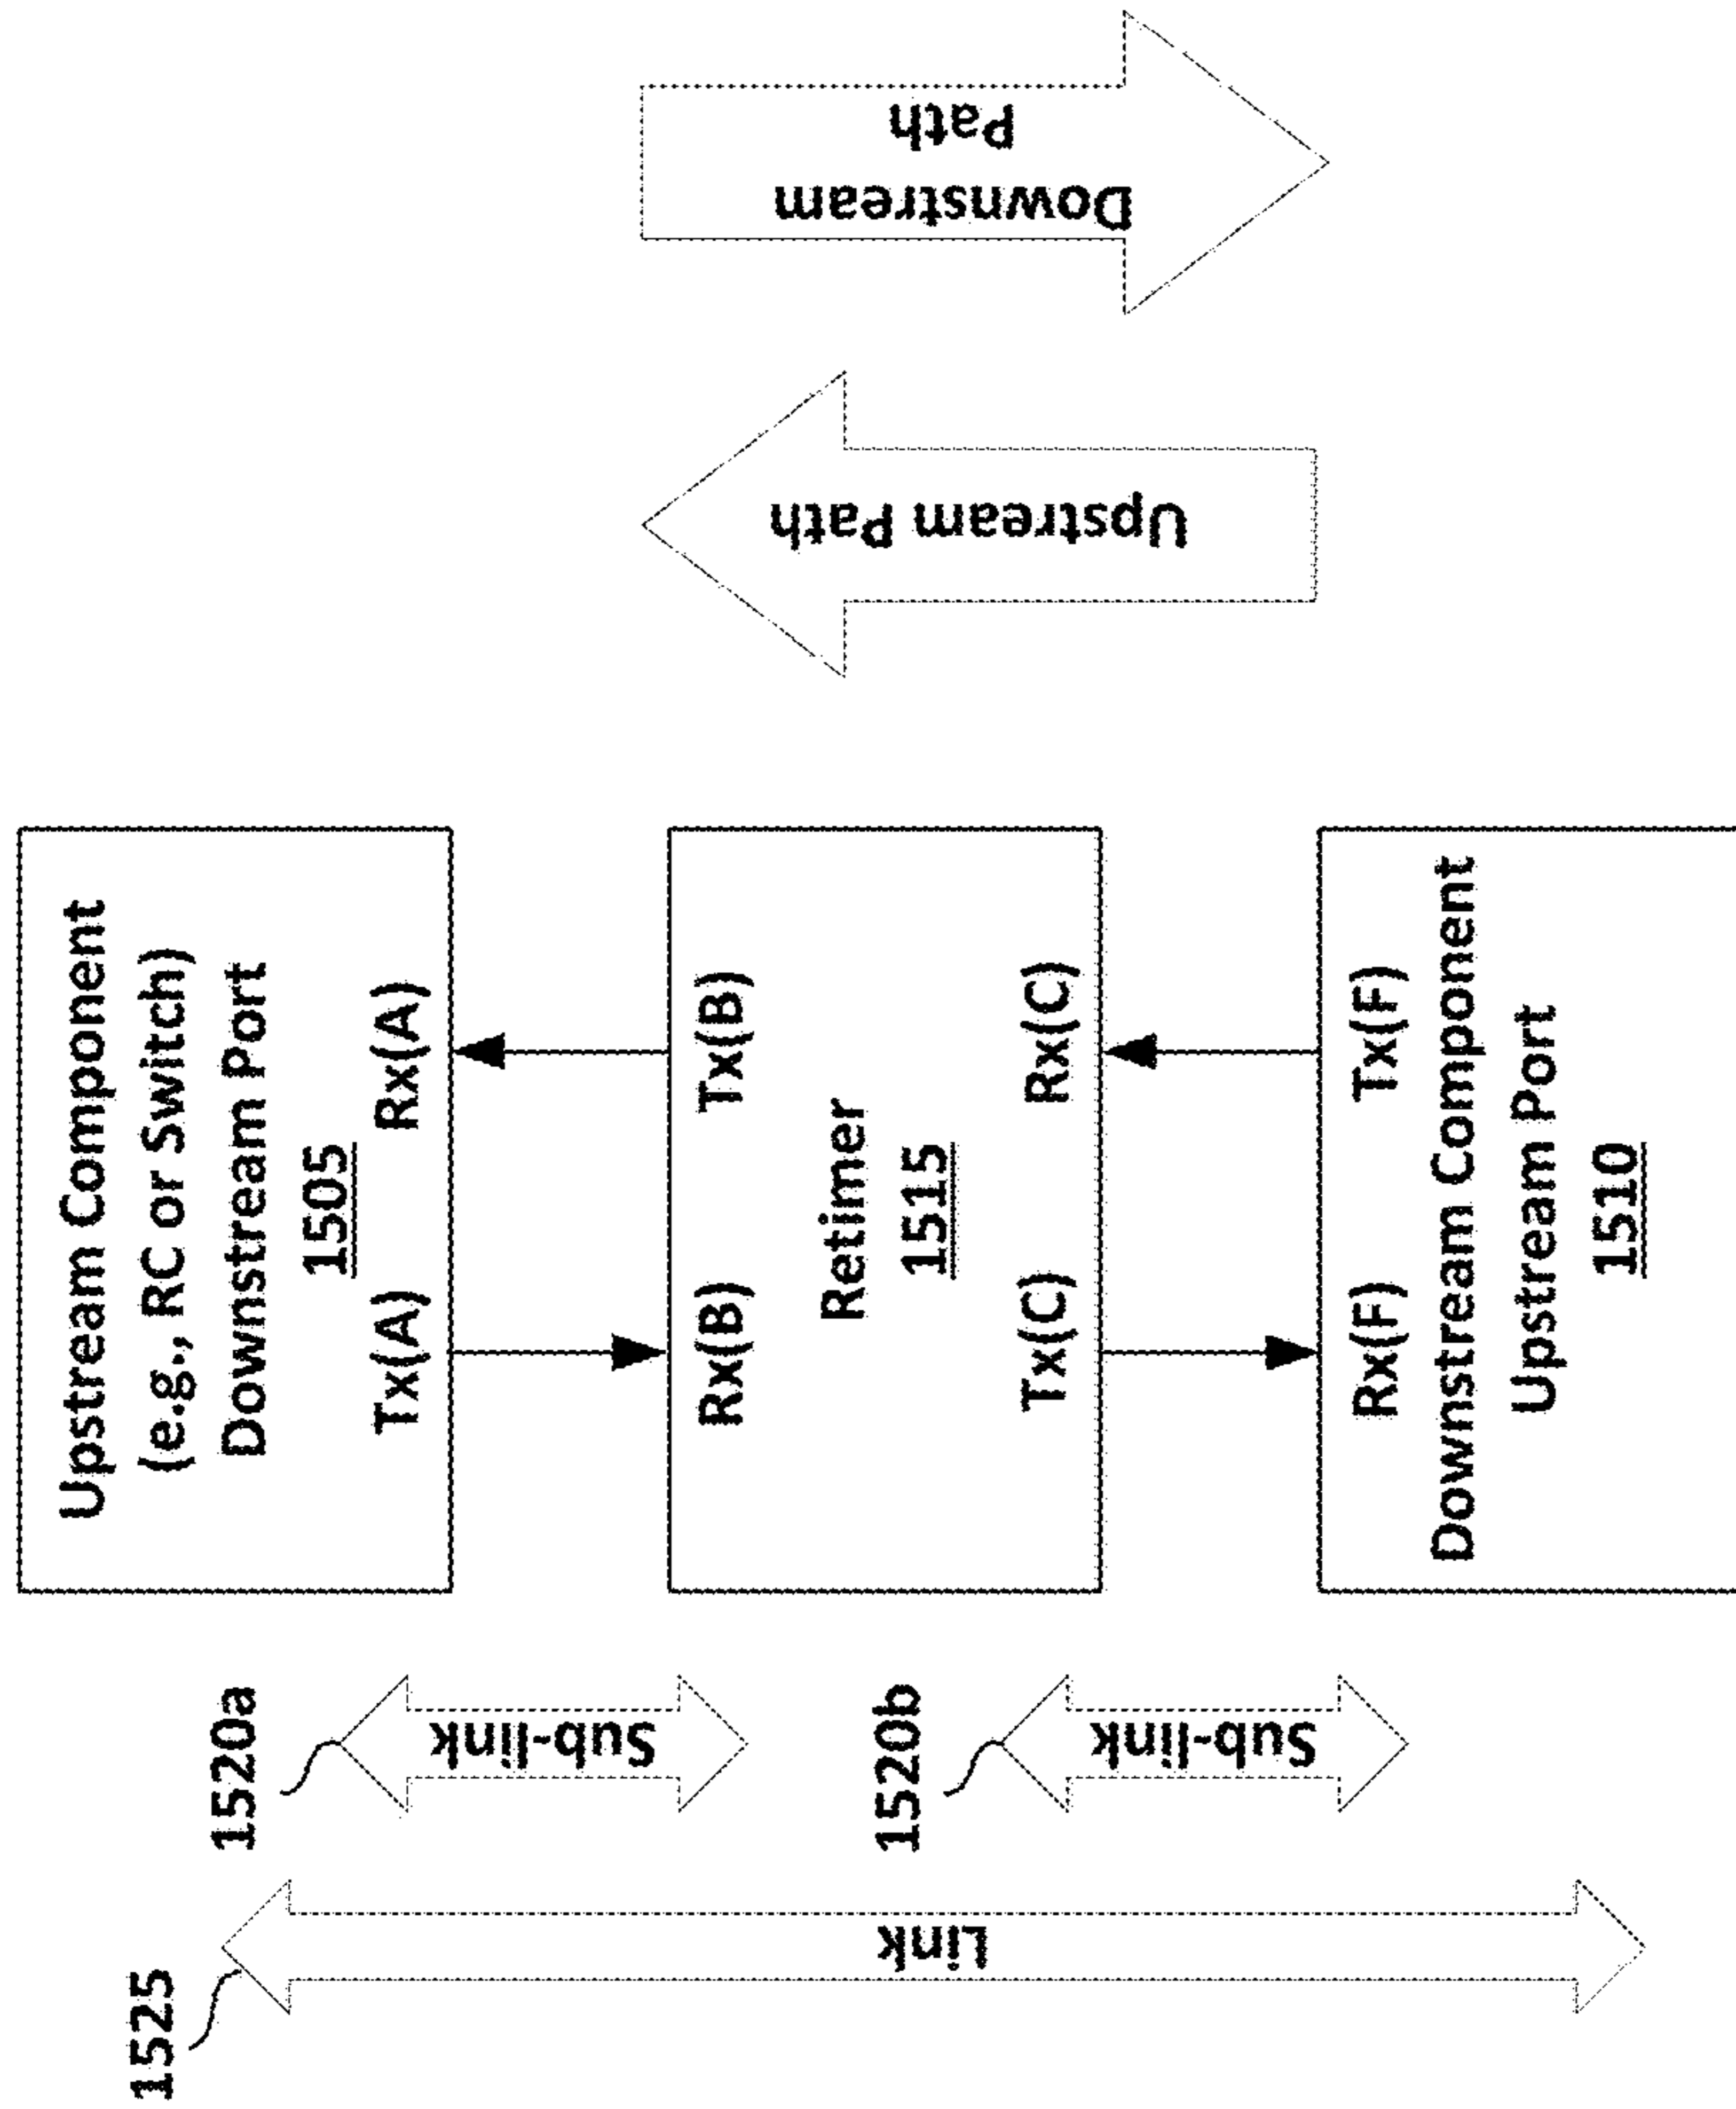 1525
Link
1520a
Sub-link
1520b
Sub-link
Upstream Component
(e.g., RC or Switch)
Downstream Port
1505
Tx(A)
Rx(A)
Rx(B)
Tx(B)
Retimer
1515
Tx(C)
Rx(C)
Rx(F)
Tx(F)
Downstream Component
Upstream Port
1510
Upstream Path
Downstream
Path